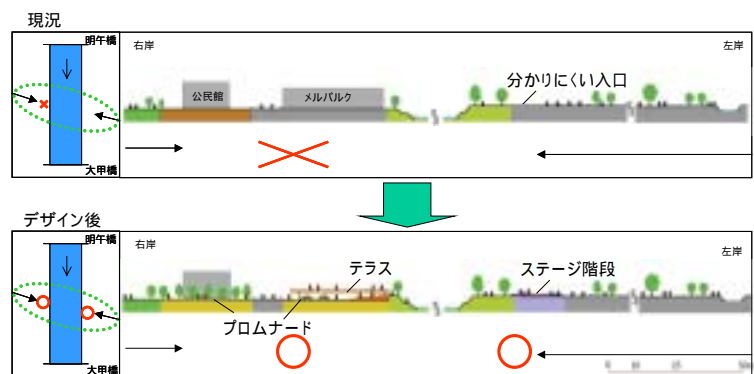 現況
明午橋
右岸
左岸
公民館
メルパルク
分かりにくい入口
大甲橋
デザイン後
明午橋
右岸
左岸
テラス
ステージ階段
プロムナード
大甲橋